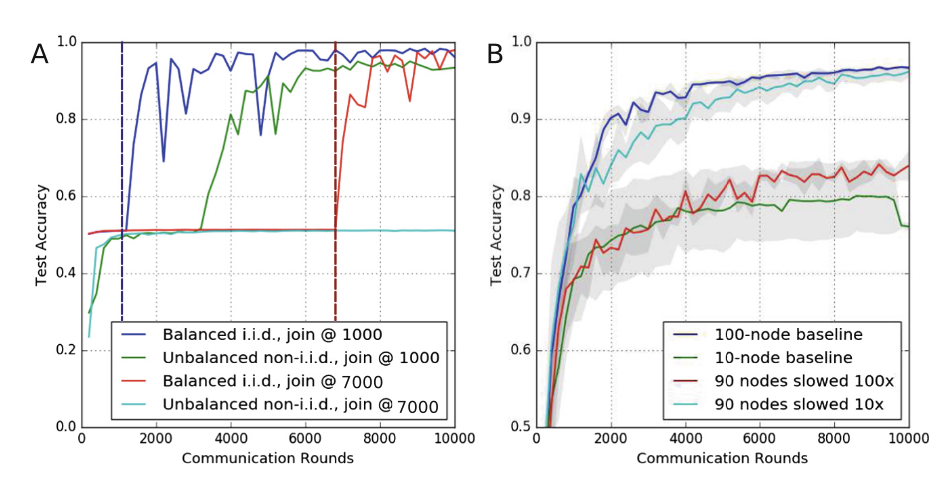 A
1.0
0.8
0.6
0.4
0.2
0.0
Test Accuracy
Balanced i.i.d., join @ 1000
Unbalanced non-i.i.d., join @ 1000
Balanced i.i.d., join @ 7000
Unbalanced non-i.i.d., join @ 7000
0
2000
4000
6000
8000
10000
Communication Rounds
B
1.0
0.9
0.8
0.7
0.6
0.5
Test Accuracy
100-node baseline
10-node baseline
90 nodes slowed 100x
90 nodes slowed 10x
0
2000
4000
6000
8000
10000
Communication Rounds